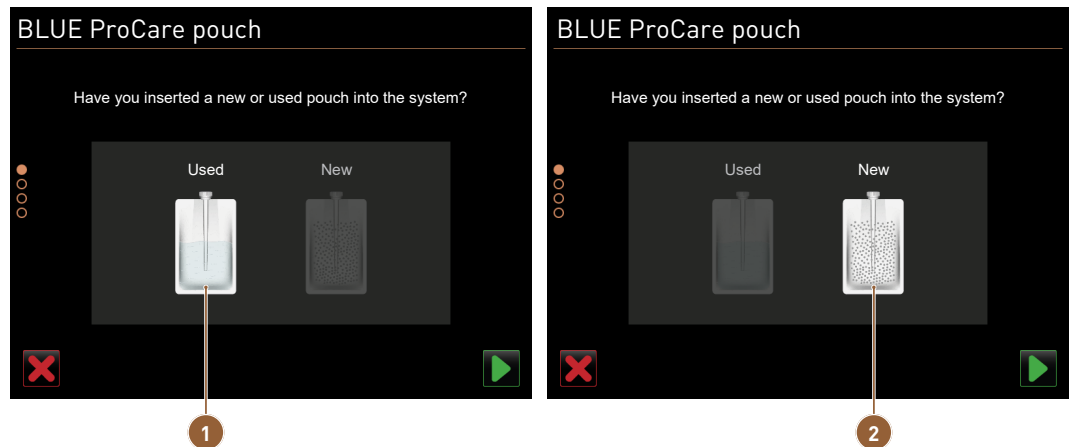 BLUE ProCare pouch
Have you inserted a new or used pouch into the system?
Used New
1
BLUE ProCare pouch
Have you inserted a new or used pouch into the system?
Used New
2